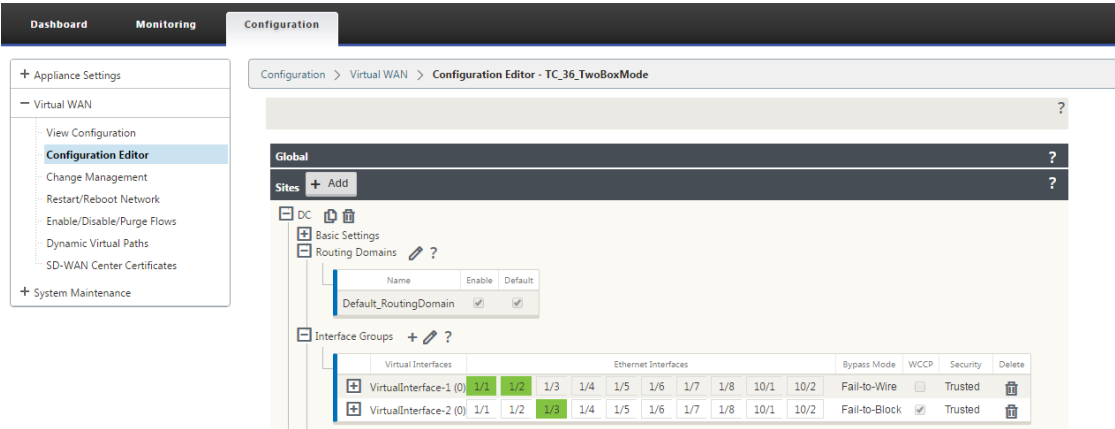 Dashboard Monitoring Configuration
+ Appliance Settings
− Virtual WAN
View Configuration
Configuration Editor
Change Management
Restart/Reboot Network
Enable/Disable/Purge Flows
Dynamic Virtual Paths
SD-WAN Center Certificates
+ System Maintenance
Configuration > Virtual WAN > Configuration Editor - TC_36_TwoBoxMode
?
Global ?
Sites + Add ?
DC
Basic Settings
Routing Domains ?
Name Enable Default
Default_RoutingDomain
Interface Groups + ?
Virtual Interfaces Ethernet Interfaces Bypass Mode WCCP Security Delete
VirtualInterface-1 (0) 1/1 1/2 1/3 1/4 1/5 1/6 1/7 1/8 10/1 10/2 Fail-to-Wire Trusted
VirtualInterface-2 (0) 1/1 1/2 1/3 1/4 1/5 1/6 1/7 1/8 10/1 10/2 Fail-to-Block Trusted